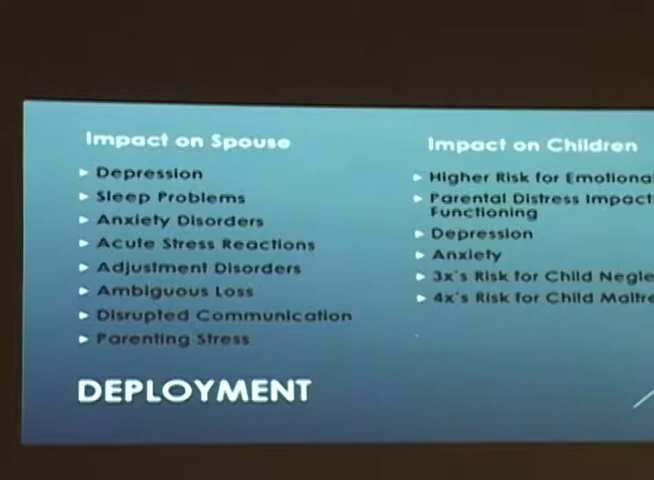 Impact on Spouse
Depression
Sleep Problems
Anxiety Disorders
Acute Stress Reactions
Adjustment Disorders
Ambiguous Loss
Disrupted Communication
Parenting Stress
Impact on Children
Higher Risk for Emotional
Parental Distress Impact
Functioning
Depression
Anxiety
3x's Risk for Child Negle
4x's Risk for Child Maltre
DEPLOYMENT